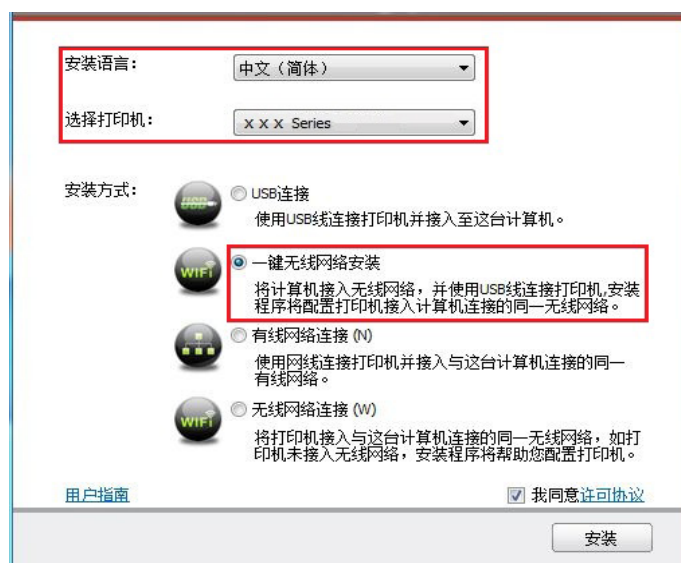 安装语言： 中文（简体）
选择打印机： X X X Series
安装方式： USB USB连接
使用USB线连接打印机并接入至这台计算机。
WiFi 一键无线网络安装
将计算机接入无线网络，并使用USB线连接打印机,安装
程序将配置打印机接入计算机连接的同一无线网络。
有线网络连接 (N)
使用网线连接打印机并接入与这台计算机连接的同一
有线网络。
WiFi 无线网络连接 (W)
将打印机接入与这台计算机连接的同一无线网络，如打
印机未接入无线网络，安装程序将帮助您配置打印机。
用户指南 我同意许可协议
安装